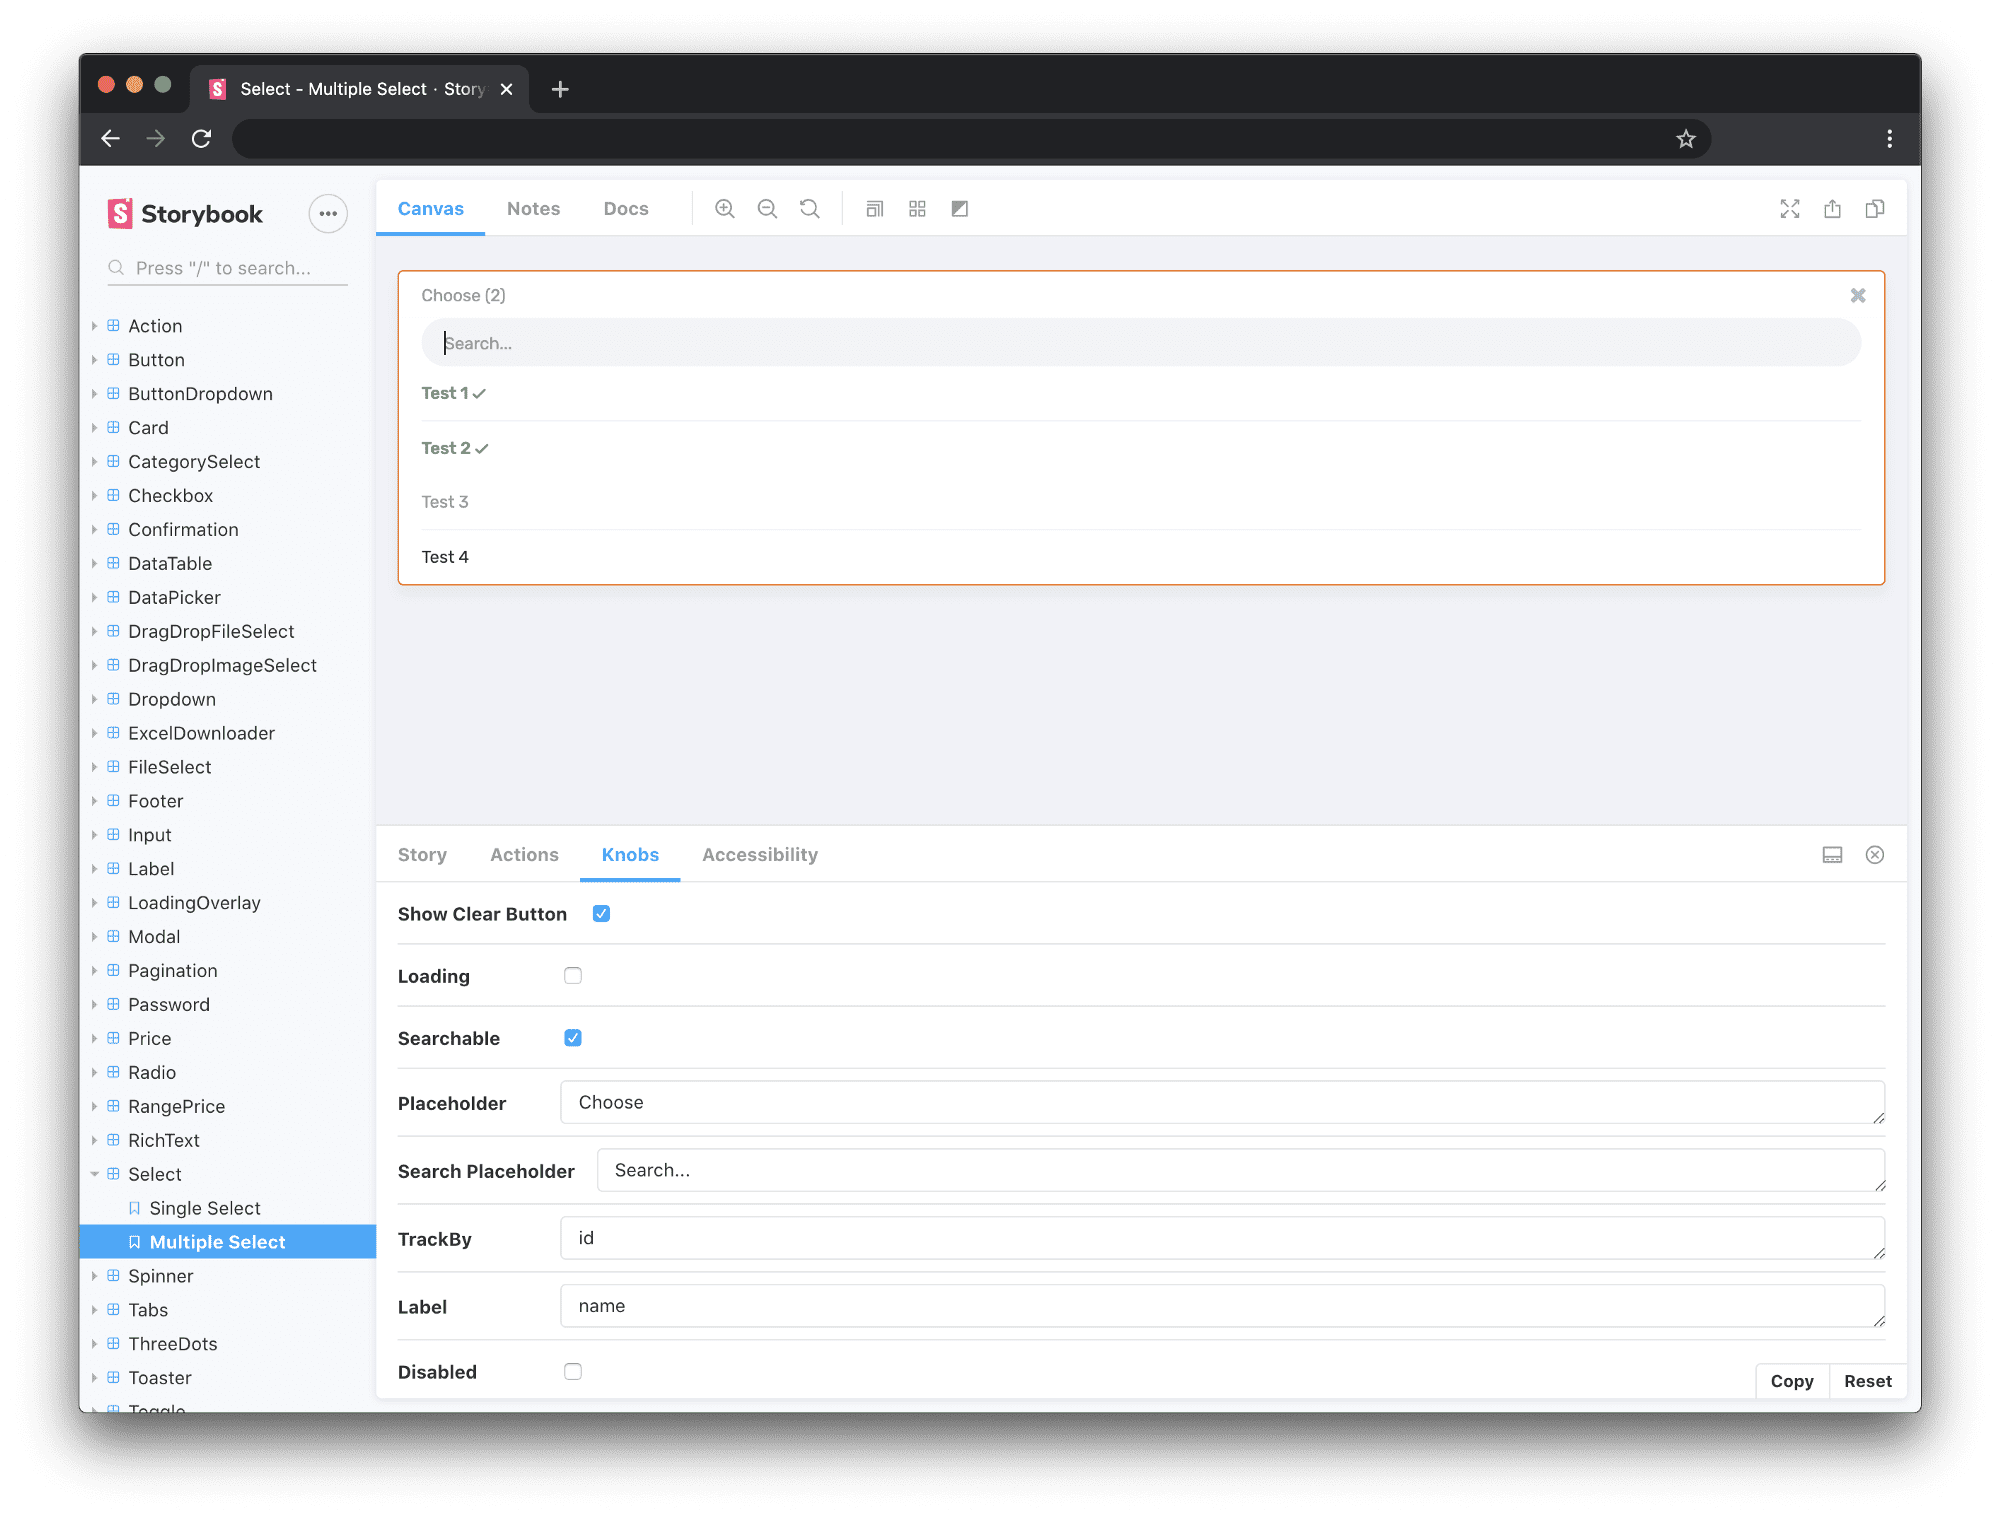 Select - Multiple Select · Story
Storybook
Press "/" to search...
Action
Button
ButtonDropdown
Card
CategorySelect
Checkbox
Confirmation
DataTable
DataPicker
DragDropFileSelect
DragDropImageSelect
Dropdown
ExcelDownloader
FileSelect
Footer
Input
Label
LoadingOverlay
Modal
Pagination
Password
Price
Radio
RangePrice
RichText
Select
Single Select
Multiple Select
Spinner
Tabs
ThreeDots
Toaster
Toggle
Canvas Notes Docs
Choose (2)
Search...
Test 1
Test 2
Test 3
Test 4
Story Actions Knobs Accessibility
Show Clear Button
Loading
Searchable
Placeholder Choose
Search Placeholder Search...
TrackBy id
Label name
Disabled
Copy Reset